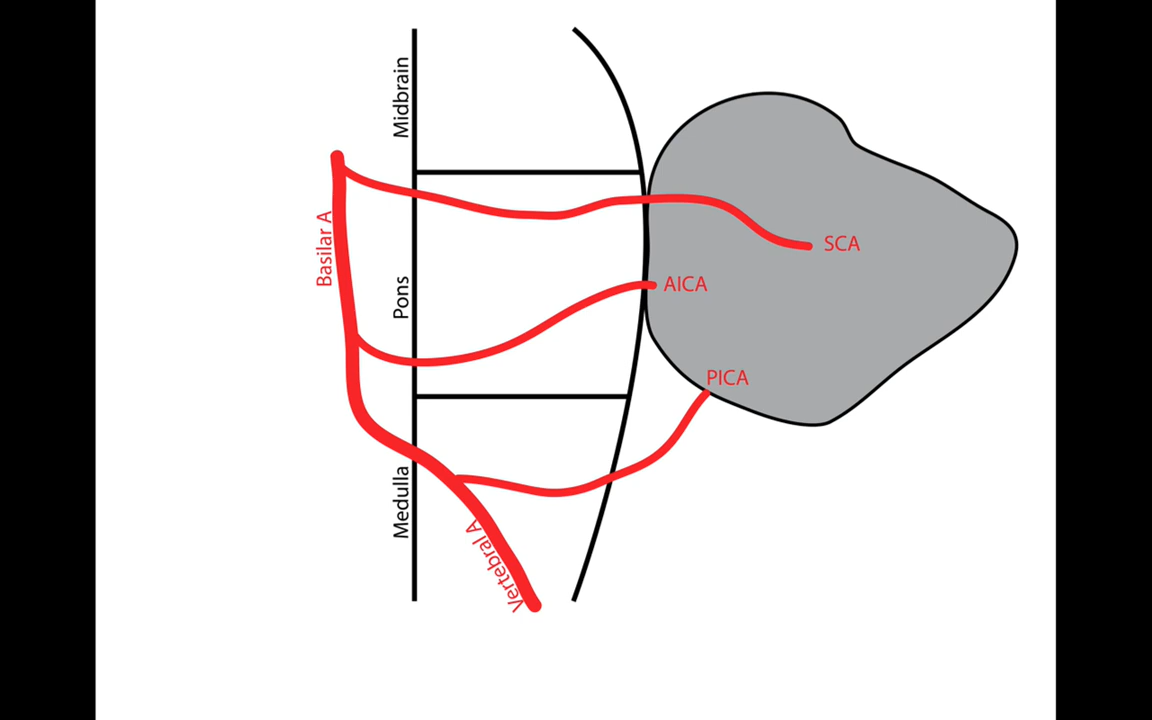 Midbrain
Basilar A
SCA
Pons
AICA
PICA
Medulla
Vertebral A